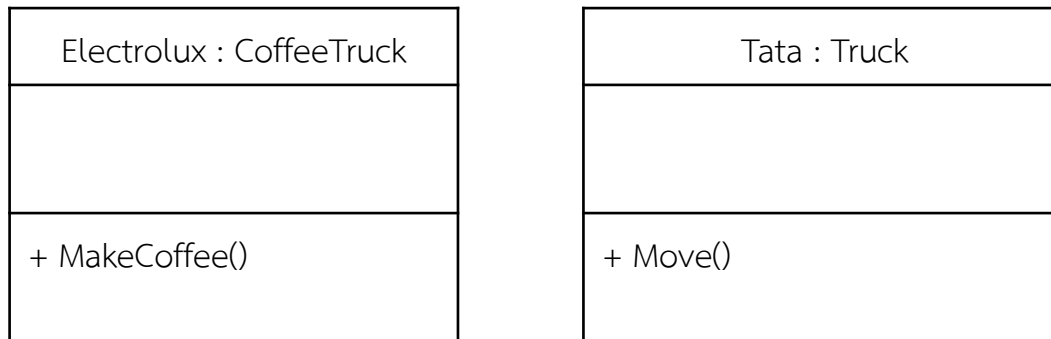 Electrolux : CoffeeTruck
+ MakeCoffee()
Tata : Truck
+ Move()